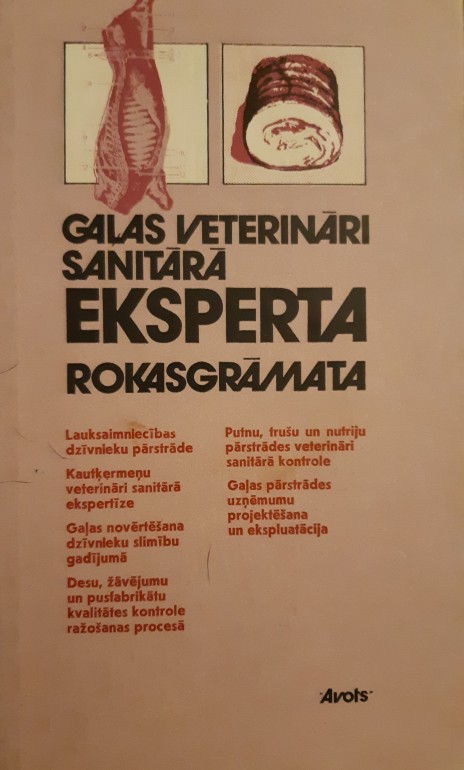 GAĻAS VETERINĀRI
SANITĀRĀ
EKSPERTA
ROKASGRĀMATA
Lauksaimniecības
dzīvnieku pārstrāde
Kautķermeņu
veterināri sanitārā
ekspertīze
Gaļas novērtēšana
dzīvnieku slimību
gadījumā
Desu, žāvējumu
un pusfabrikātu
kvalitātes kontrole
ražošanas procesā
Putnu, trušu un nutriju
pārstrādes veterināri
sanitārā kontrole
Gaļas pārstrādes
uzņēmumu
projektēšana
un ekspluatācija
"Avots"